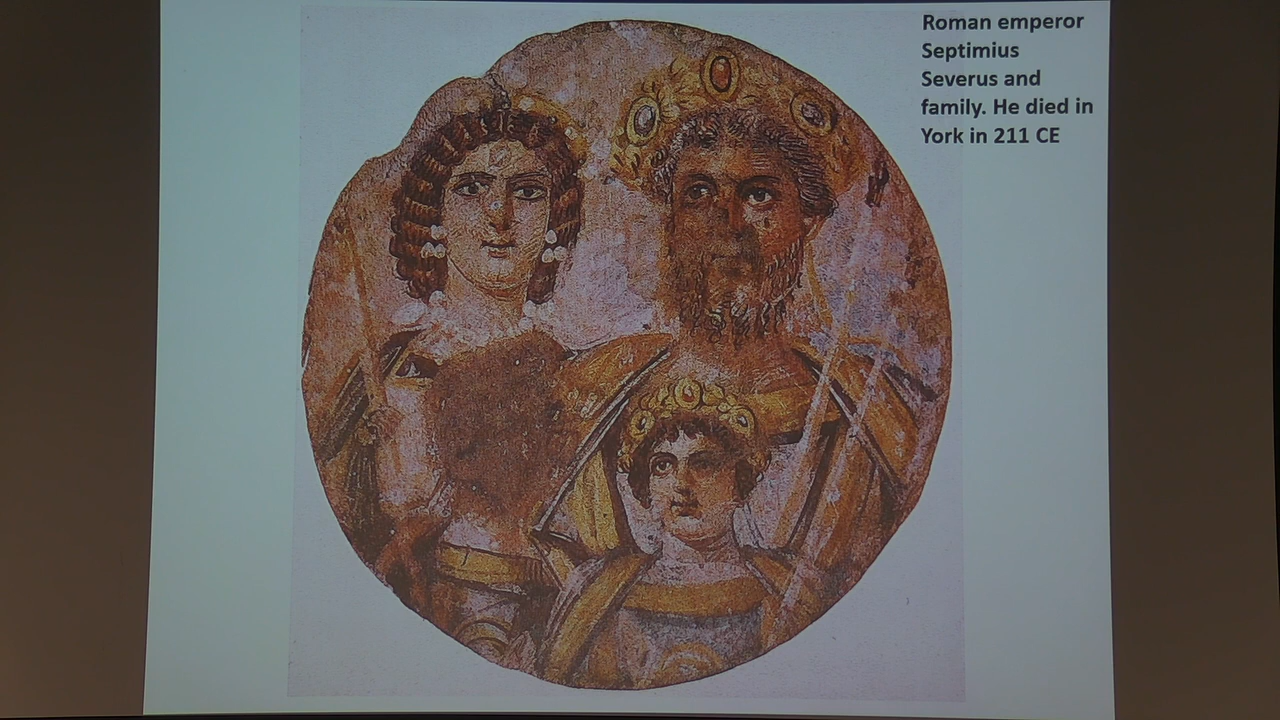 Roman emperor
Septimius
Severus and
family. He died in
York in 211 CE